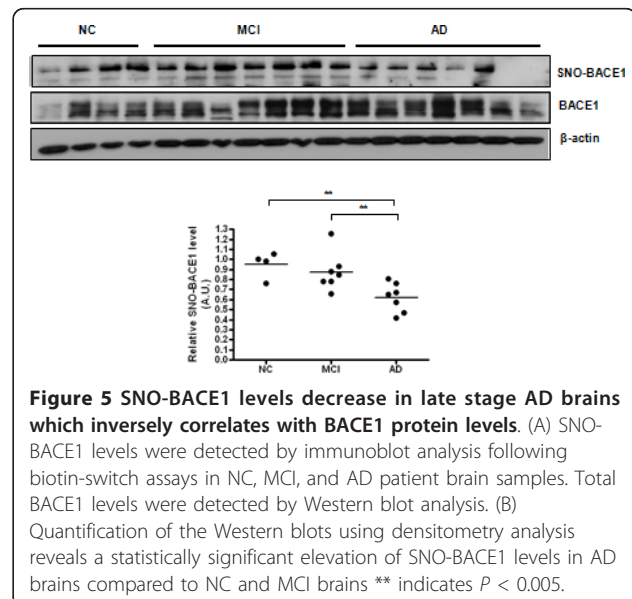 NC MCI AD
SNO-BACE1
BACE1
β-actin
** 
**
Relative SNO-BACE1 level
(A.U.)
1.3
1.2
1.1
1.0
0.9
0.8
0.7
0.6
0.5
0.4
0.3
0.2
0.1
0.0
NC MCI AD
Figure 5 SNO-BACE1 levels decrease in late stage AD brains
which inversely correlates with BACE1 protein levels. (A) SNO-
BACE1 levels were detected by immunoblot analysis following
biotin-switch assays in NC, MCI, and AD patient brain samples. Total
BACE1 levels were detected by Western blot analysis. (B)
Quantification of the Western blots using densitometry analysis
reveals a statistically significant elevation of SNO-BACE1 levels in AD
brains compared to NC and MCI brains ** indicates P < 0.005.